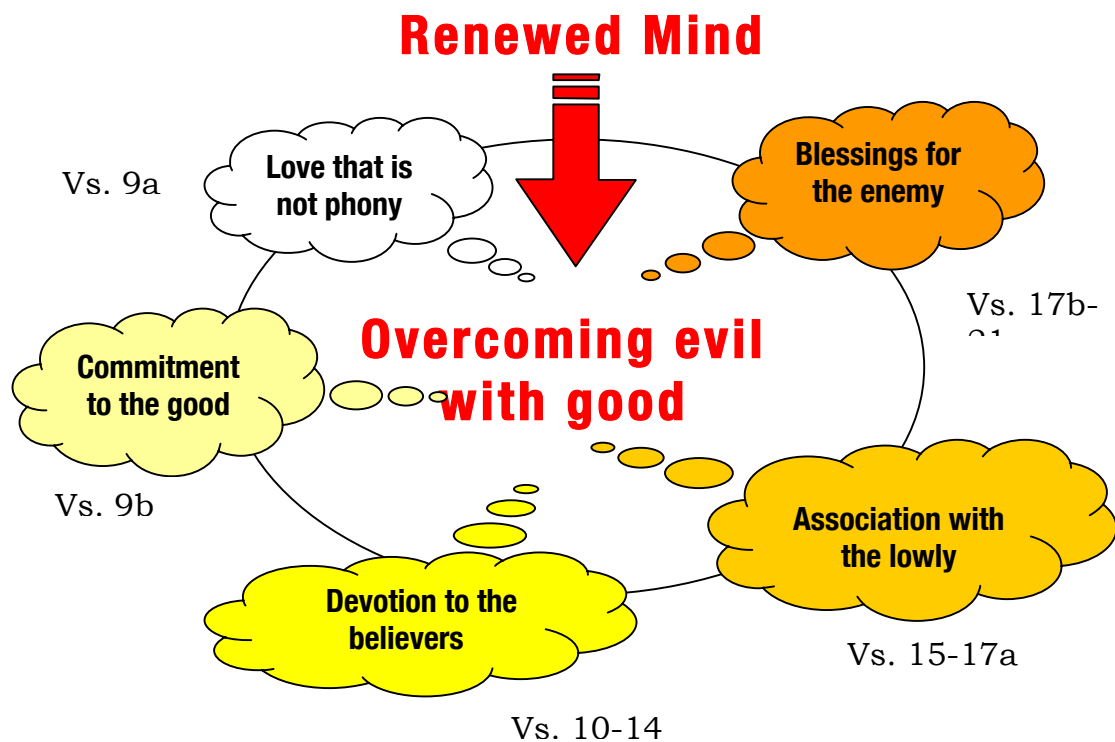 Renewed Mind
Love that is
not phony
Vs. 9a
Blessings for
the enemy
Vs. 17b-
Overcoming evil
with good
Commitment
to the good
Vs. 9b
Association with
the lowly
Vs. 15-17a
Devotion to the
believers
Vs. 10-14